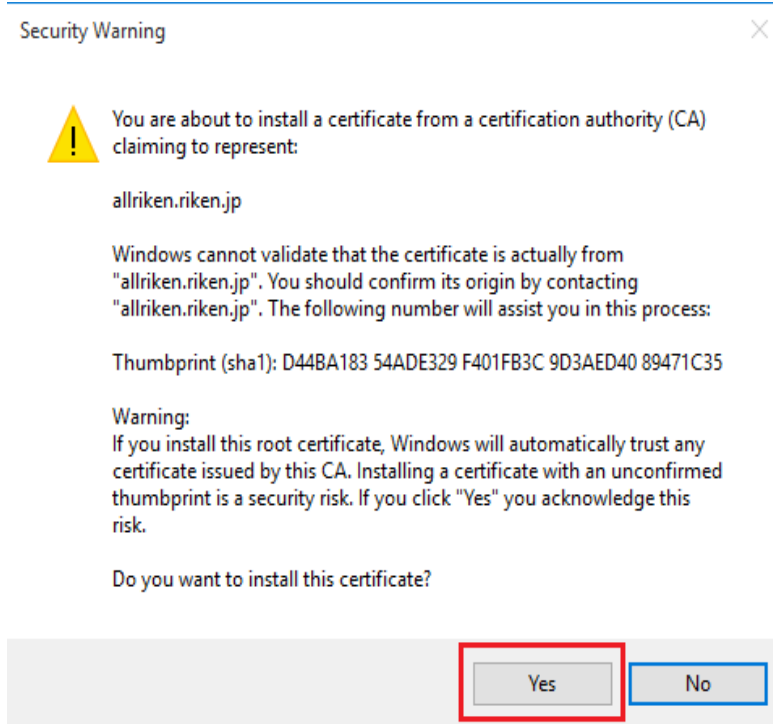 Security Warning
You are about to install a certificate from a certification authority (CA)
claiming to represent:
allriken.riken.jp
Windows cannot validate that the certificate is actually from
"allriken.riken.jp". You should confirm its origin by contacting
"allriken.riken.jp". The following number will assist you in this process:
Thumbprint (sha1): D44BA183 54ADE329 F401FB3C 9D3AED40 89471C35
Warning:
If you install this root certificate, Windows will automatically trust any
certificate issued by this CA. Installing a certificate with an unconfirmed
thumbprint is a security risk. If you click "Yes" you acknowledge this
risk.
Do you want to install this certificate?
Yes
No